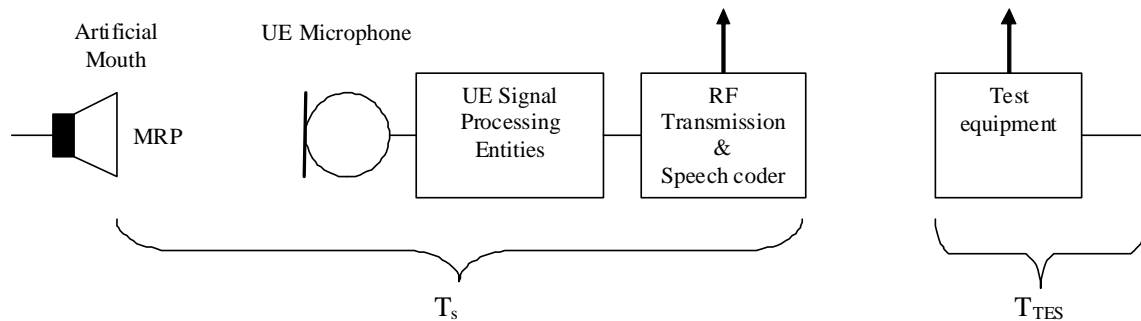 Artificial
Mouth
MRP
UE Microphone
UE Signal
Processing
Entities
RF
Transmission
&
Speech coder
Test
equipment
Ts
TTES